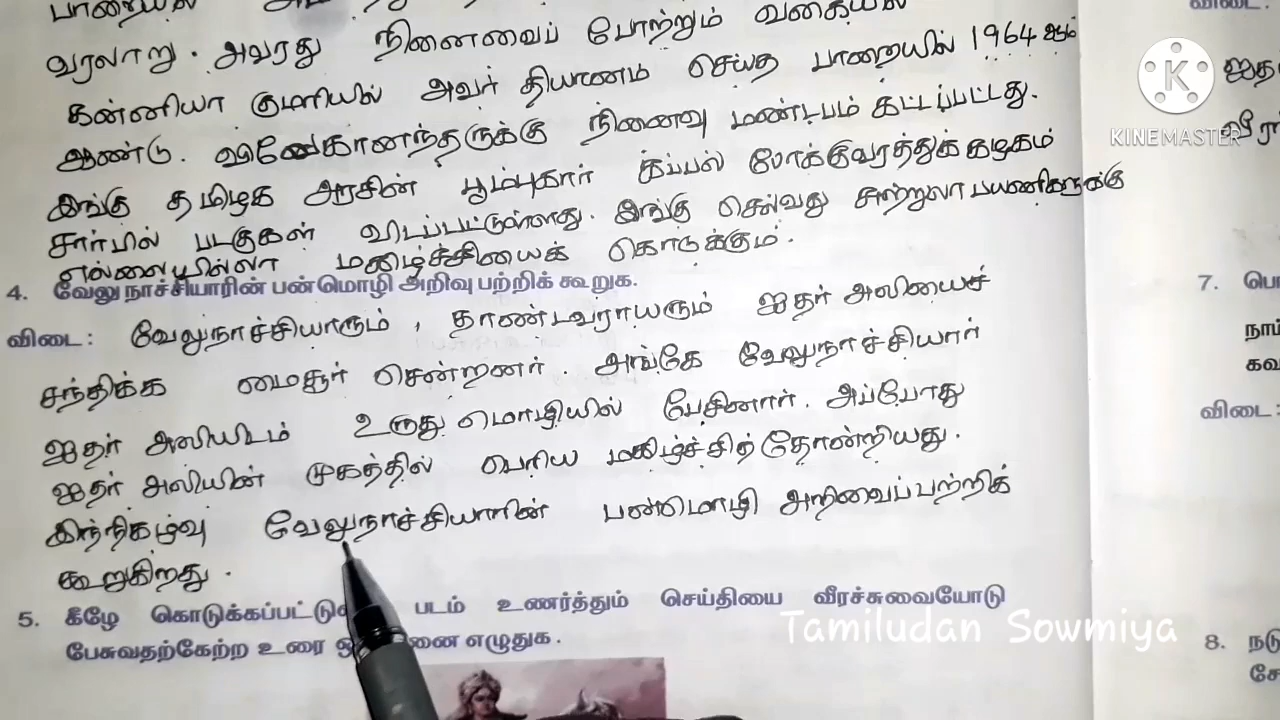 வரலாறு. அவரது நினைவைப் போற்றும் வகையில்
கன்னியா குமரியில் அவர் தியானம் செய்த பாறையில் 1964 ஆம்
ஆண்டு. விவேகானந்தருக்கு நினைவு மண்டபம் கட்டப்பட்டது.
இங்கு தமிழக அரசின் பூம்புகார் கப்பல் போக்குவரத்துக் கழகம்
சார்பில் படகுகள் விடப்பட்டுள்ளது. இங்கு செல்வது சுற்றுலா பயணிகளுக்கு
எல்லையில்லா மகிழ்ச்சியைக் கொடுக்கும்.
4. வேலு நாச்சியாரின் பன்மொழி அறிவு பற்றிக் கூறுக.
விடை: வேலுநாச்சியாரும், தாண்டவராயரும் ஐதர் அலியைச்
சந்திக்க மைசூர் சென்றனர். அங்கே வேலுநாச்சியார்
ஐதர் அலியிடம் உருது மொழியில் பேசினார். அப்போது
ஐதர் அலியின் முகத்தில் பெரிய மகிழ்ச்சித் தோன்றியது.
இந்நிகழ்வு வேலுநாச்சியாரின் பன்மொழி அறிவைப்பற்றிக்
கூறுகிறது.
5. கீழே படம் உணர்த்தும் செய்தியை வீரச்சுவையோடு
பேசுவதற்கேற்ற உரை எழுதுக.
விடை:
ஐத
7. பொ
நாட்
கவ
விடை:
8. நடு
சே
K
KINEMASTER
Tamiludan Sowmiya